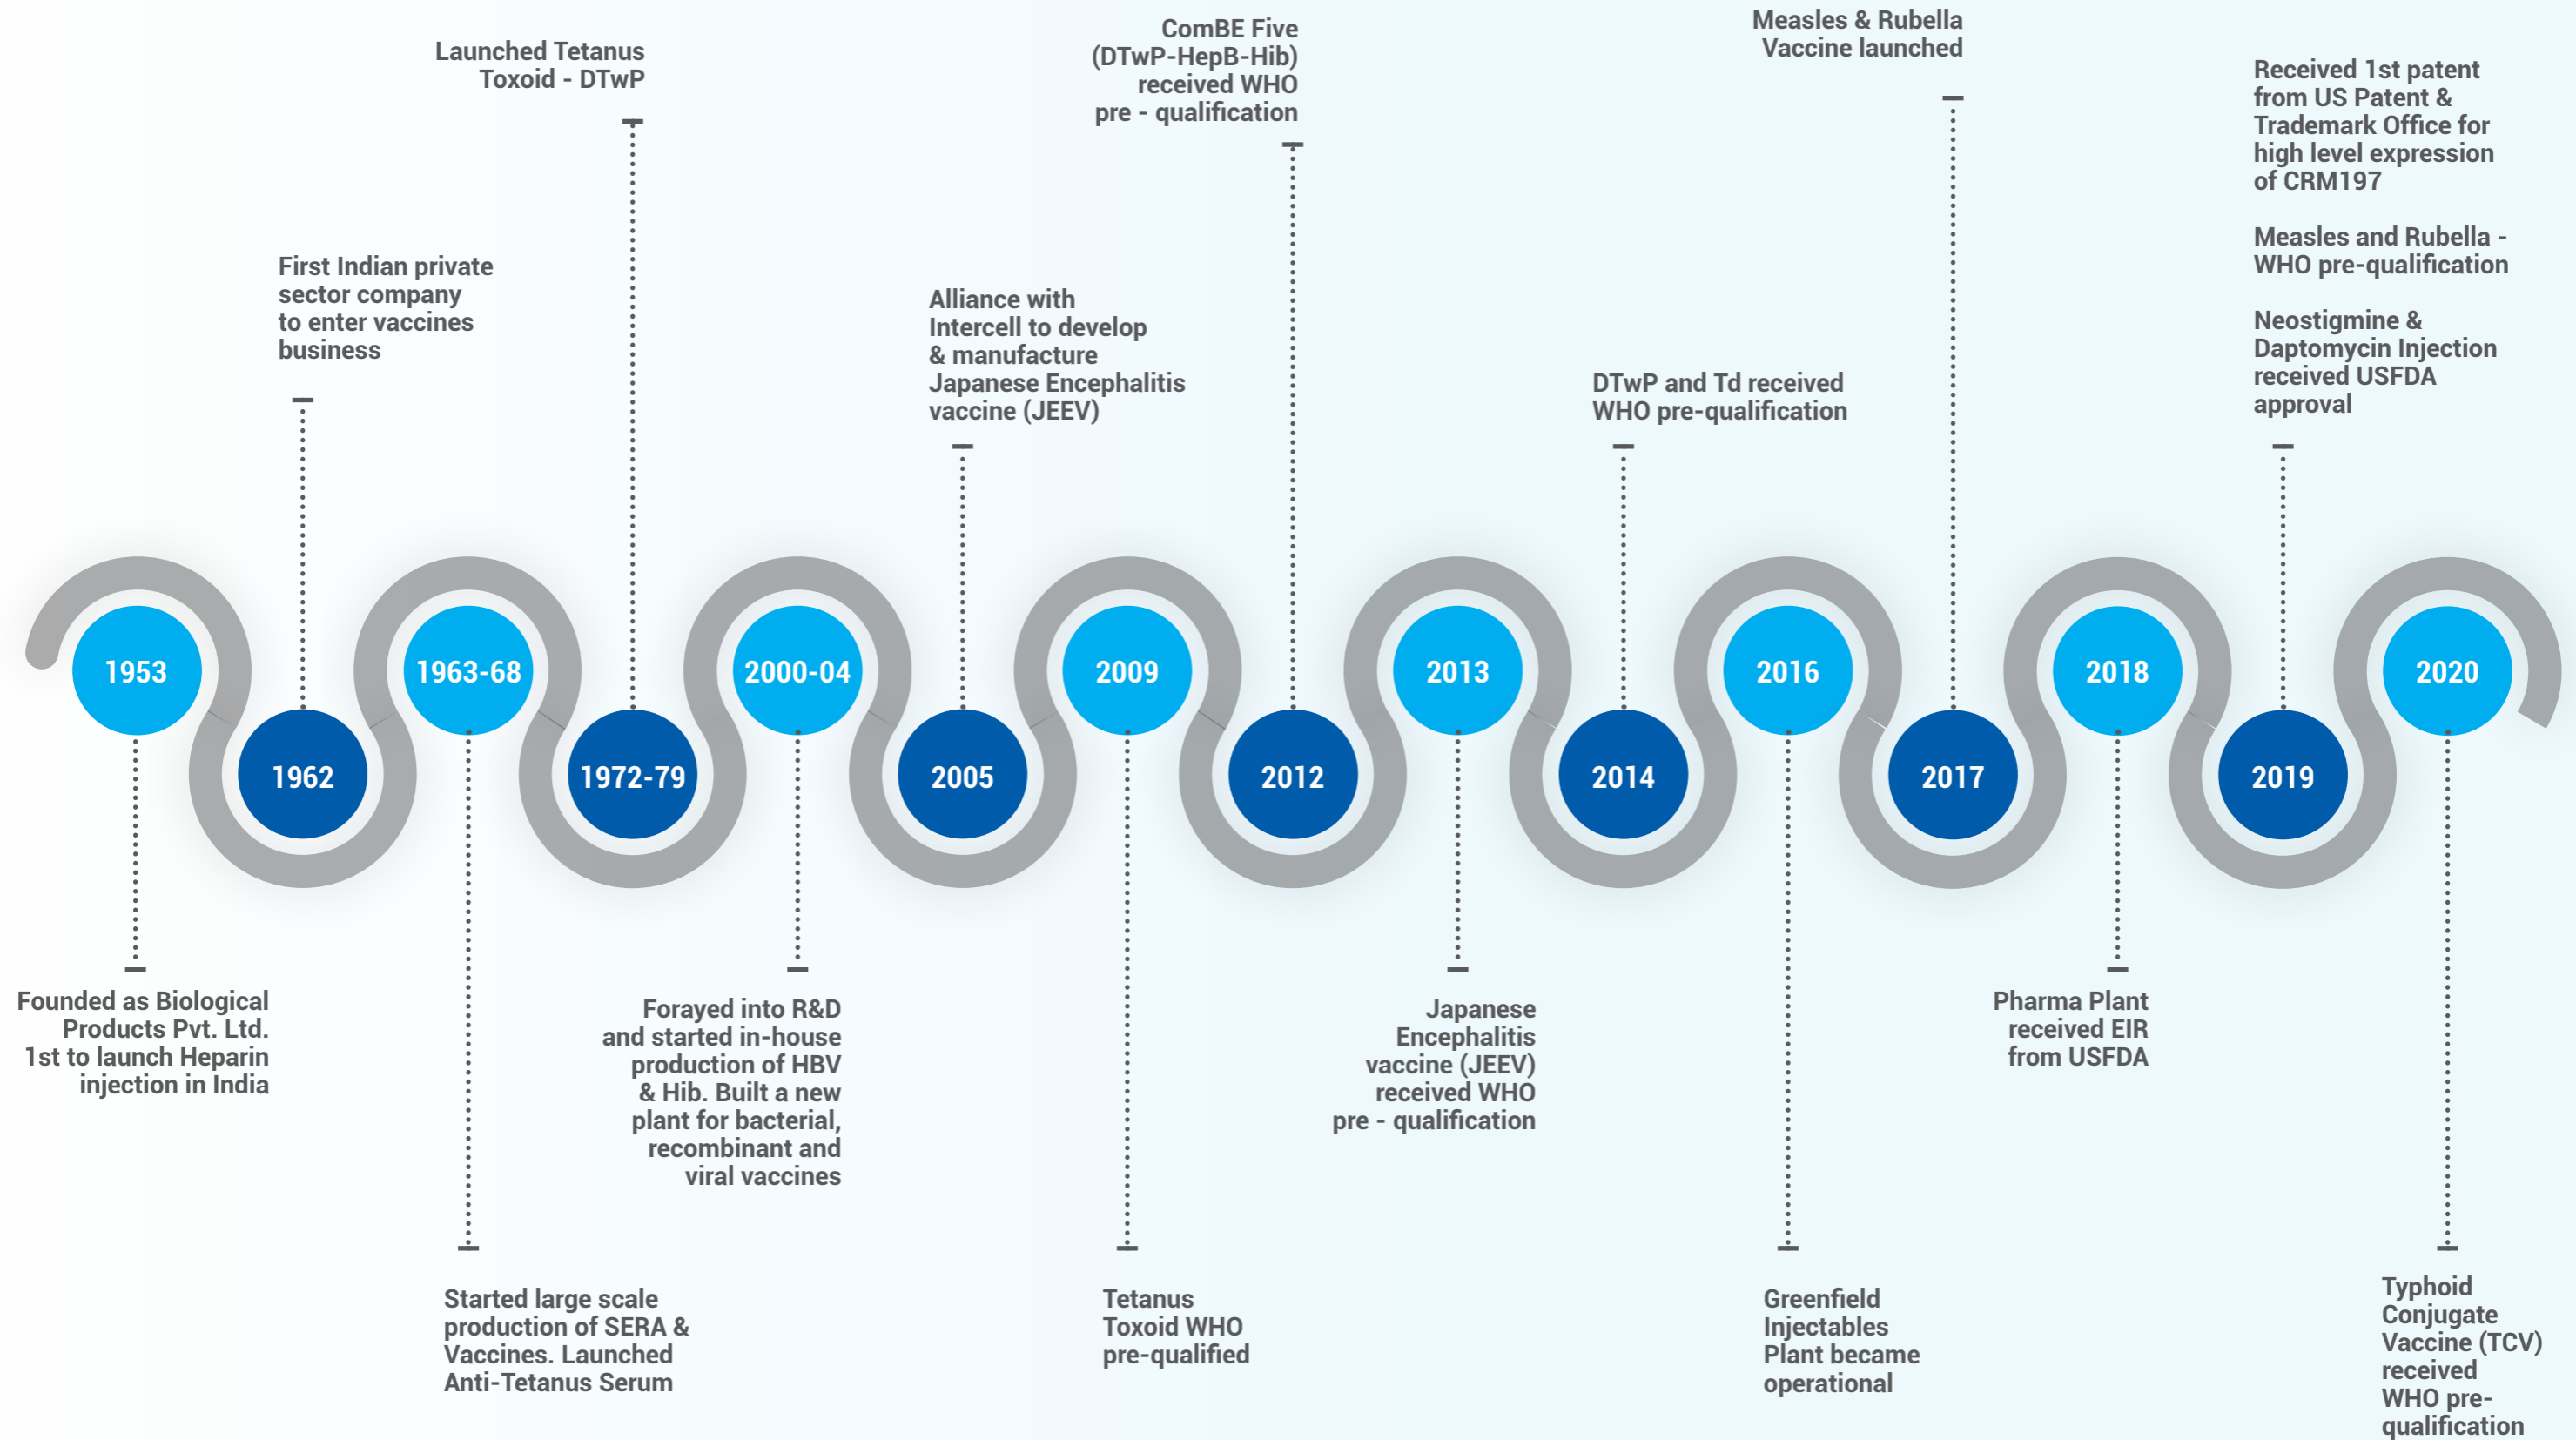 1953
Founded as Biological
Products Pvt. Ltd.
1st to launch Heparin
injection in India
1962
First Indian private
sector company
to enter vaccines
business
1963-68
Started large scale
production of SERA &
Vaccines. Launched
Anti-Tetanus Serum
1972-79
Launched Tetanus
Toxoid - DTwP
2000-04
Forayed into R&D
and started in-house
production of HBV
& Hib. Built a new
plant for bacterial,
recombinant and
viral vaccines
2005
Alliance with
Intercell to develop
& manufacture
Japanese Encephalitis
vaccine (JEEV)
2009
Tetanus
Toxoid WHO
pre-qualified
2012
ComBE Five
(DTwP-HepB-Hib)
received WHO
pre - qualification
2013
Japanese
Encephalitis
vaccine (JEEV)
received WHO
pre - qualification
2014
DTwP and Td received
WHO pre-qualification
2016
Greenfield
Injectables
Plant became
operational
2017
Measles & Rubella
Vaccine launched
2018
Pharma Plant
received EIR
from USFDA
2019
Received 1st patent
from US Patent &
Trademark Office for
high level expression
of CRM197
Measles and Rubella -
WHO pre-qualification
Neostigmine &
Daptomycin Injection
received USFDA
approval
2020
Typhoid
Conjugate
Vaccine (TCV)
received
WHO pre-
qualification